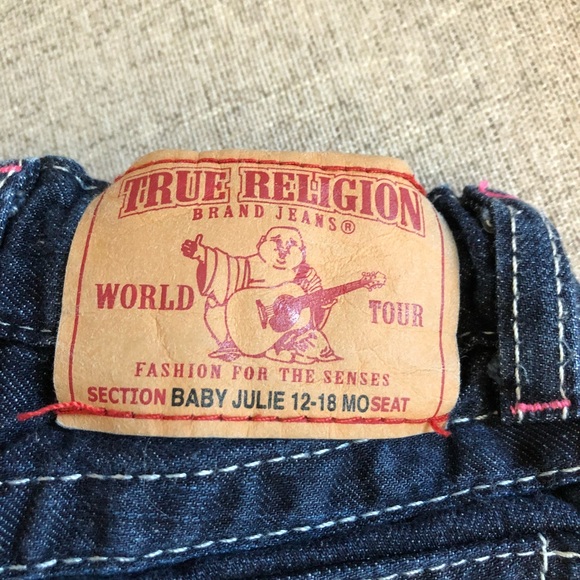 TRUE RELIGION
BRAND JEANS®
WORLD TOUR
FASHION FOR THE SENSES
SECTION BABY JULIE 12-18 MO SEAT